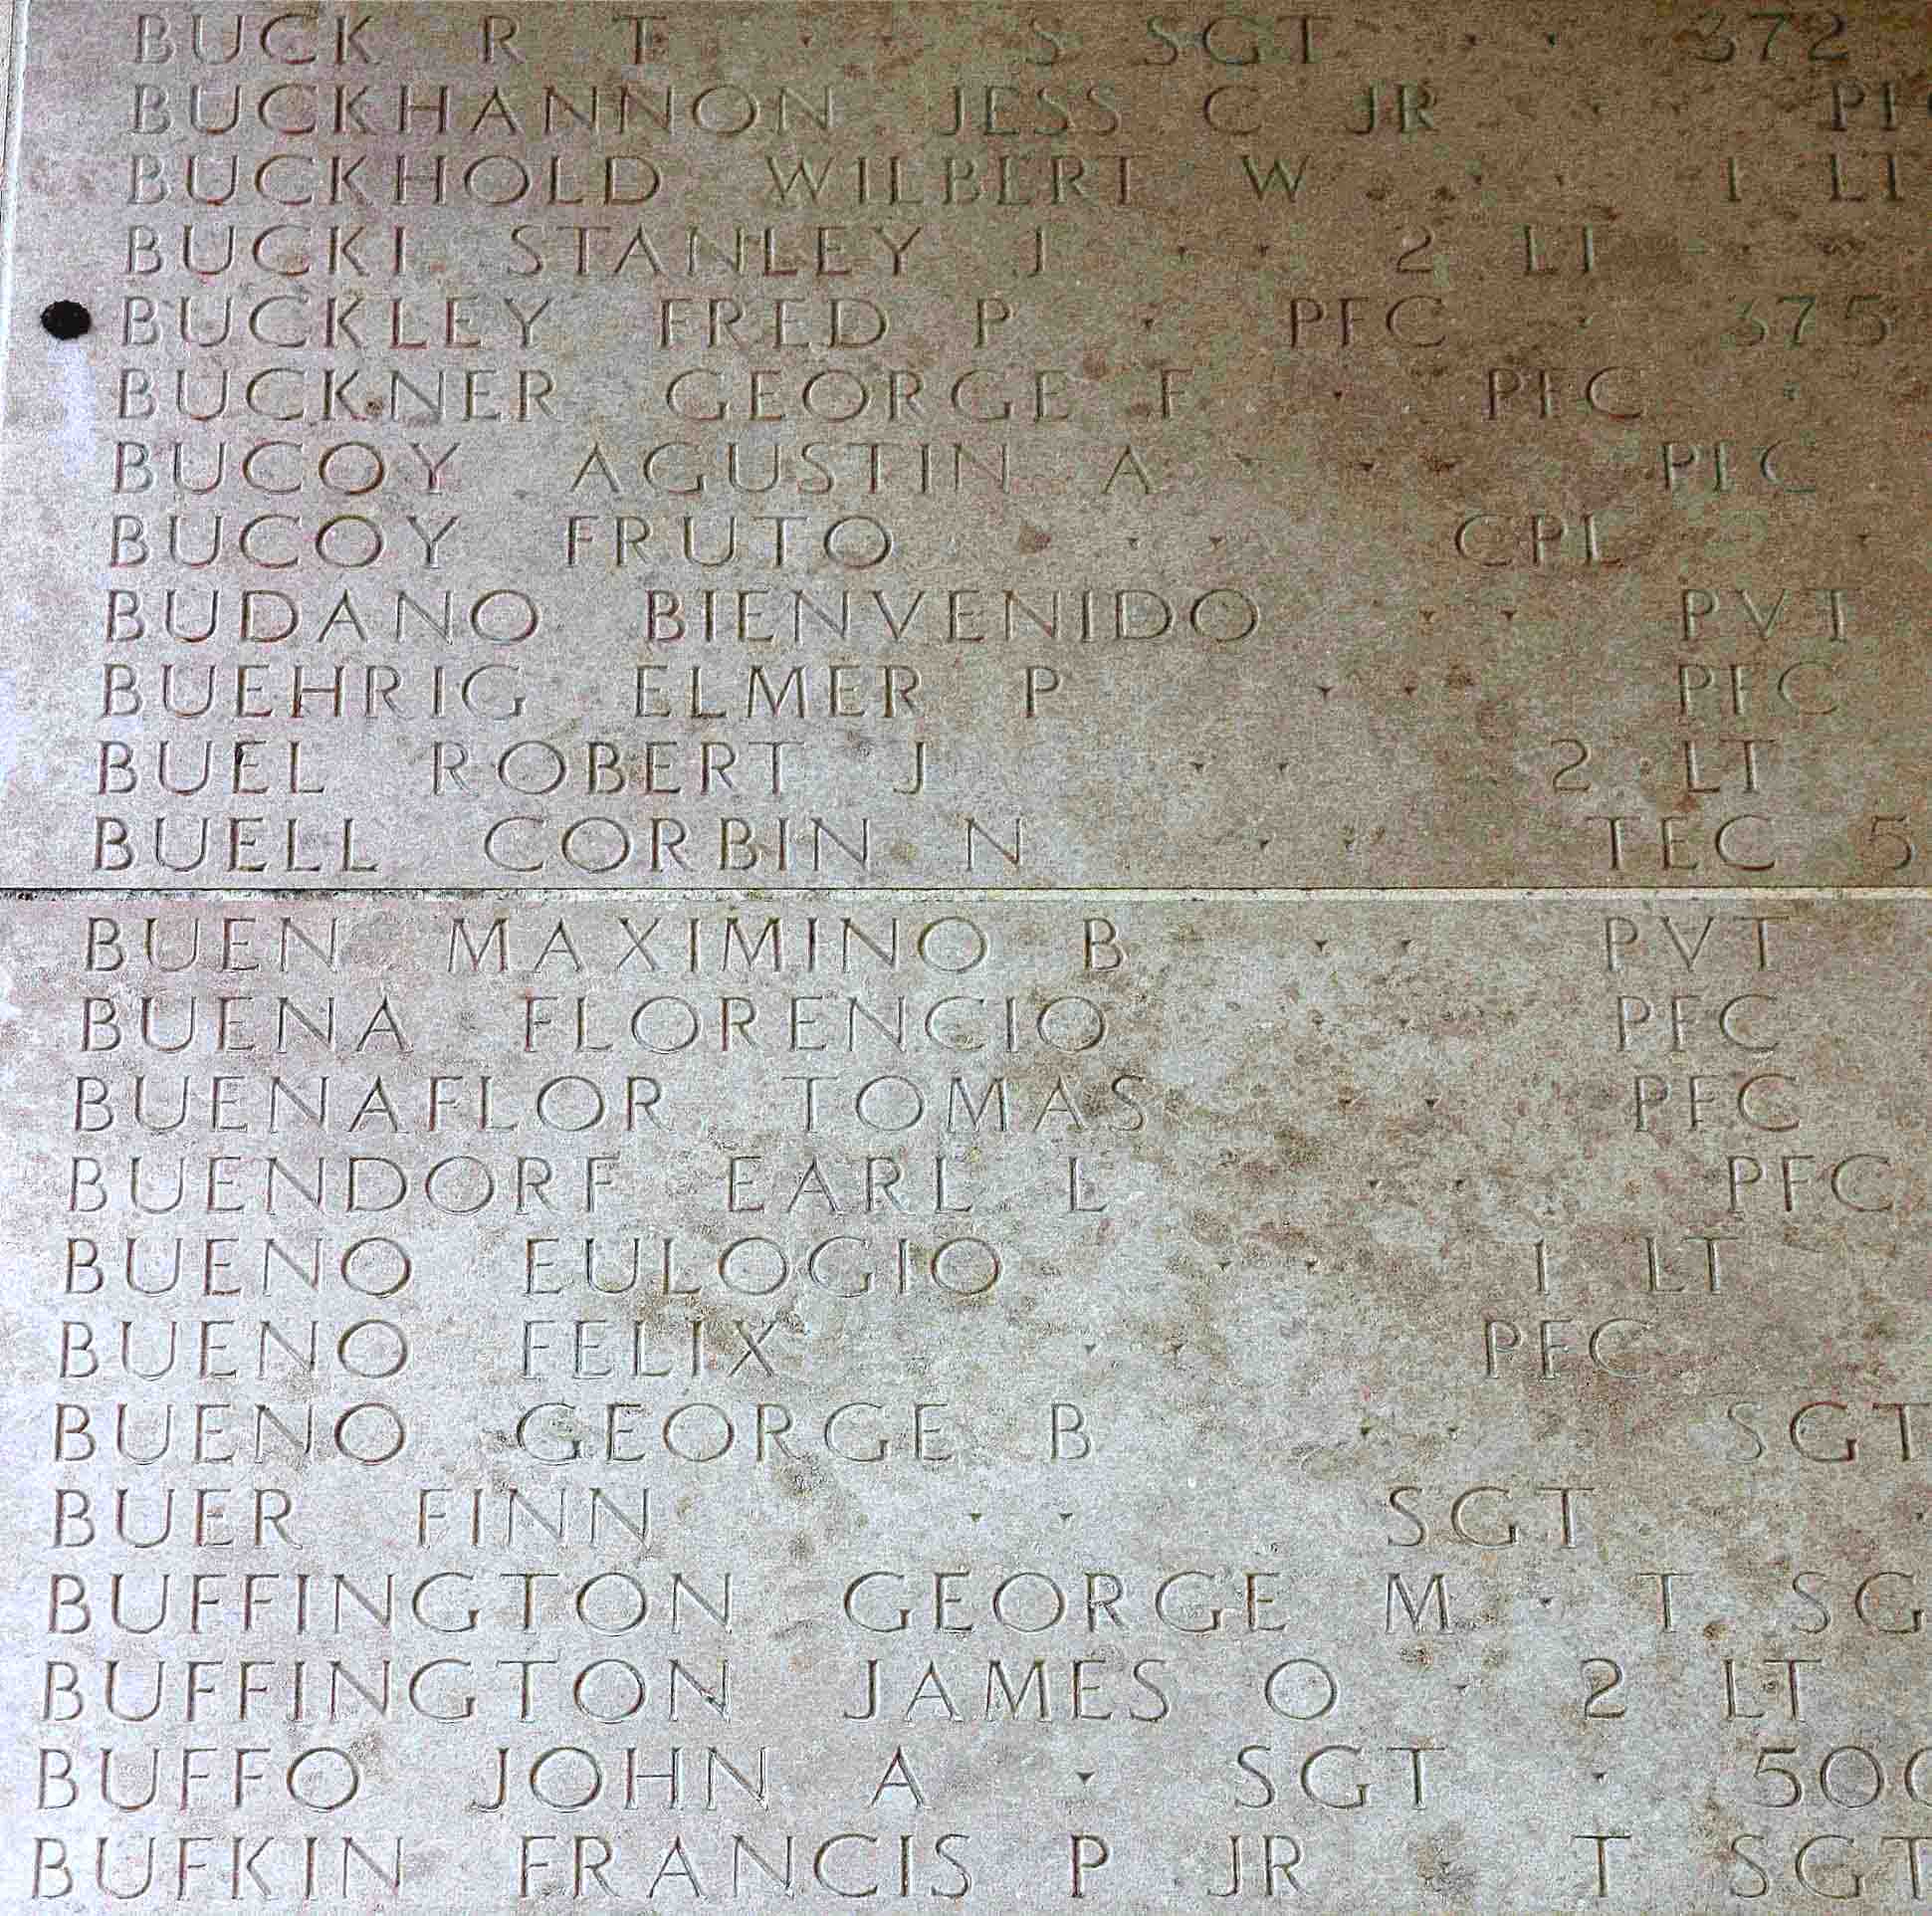 BUCK R T · · S SGT · · 372
BUCKHANNON JESS C JR ·
BUCKHOLD WILBERT W · · 1 LT
BUCKI STANLEY J · · 2 LT ·
BUCKLEY FRED P · PFC · 375
BUCKNER GEORGE F · PFC ·
BUCOY AGUSTIN A · · PFC
BUCOY FRUTO · · CPL ·
BUDANO BIENVENIDO · · PVT
BUEHRIG ELMER P · · PFC
BUEL ROBERT J · · 2 LT
BUELL CORBIN N · · TEC 5
BUEN MAXIMINO B · · PVT
BUENA FLORENCIO · · PFC
BUENAFLOR TOMAS · · PFC
BUENDORF EARL L · · PFC
BUENO EULOGIO · · 1 LT
BUENO FELIX · · PFC
BUENO GEORGE B · · SGT
BUER FINN · · SGT ·
BUFFINGTON GEORGE M · T SG
BUFFINGTON JAMES O · 2 LT
BUFFO JOHN A · SGT · 50
BUFKIN FRANCIS P JR · T SGT